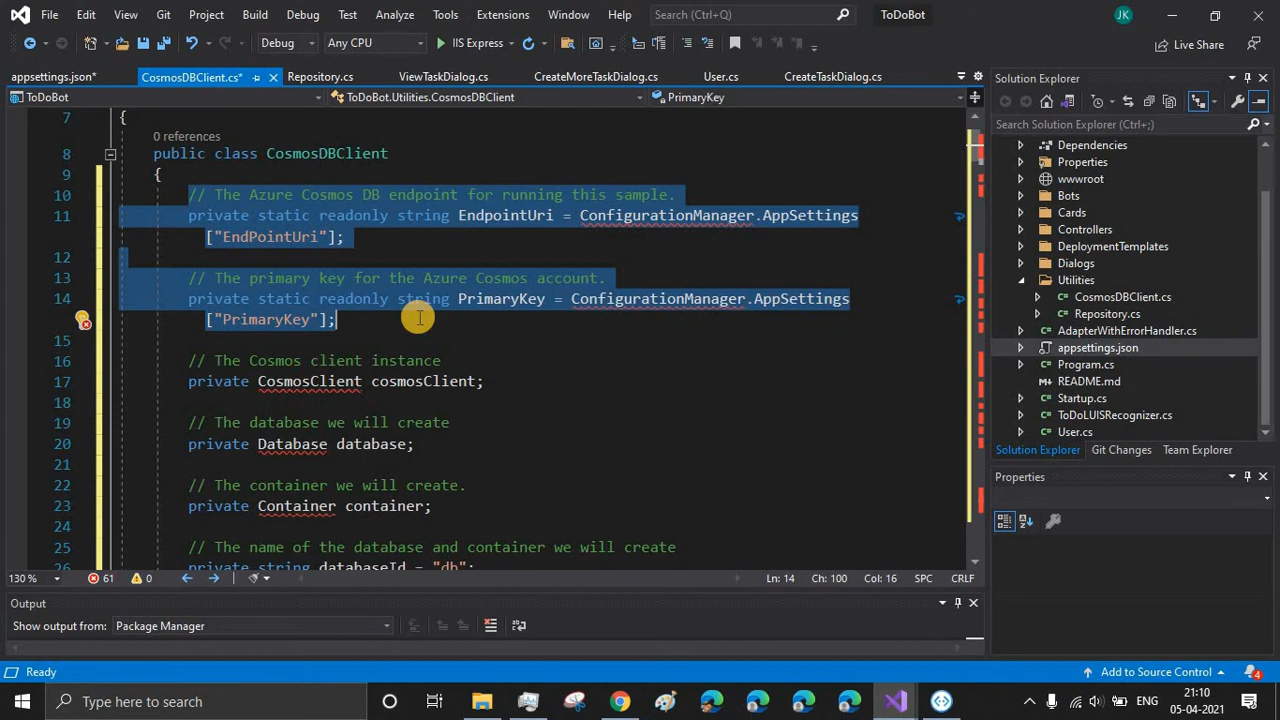 File Edit View Git Project Build Debug Test Analyze Tools Extensions Window Help Search (Ctrl+Q) ToDoBot JK
Debug Any CPU IIS Express Live Share
appsettings.json* CosmosDBClient.cs* Repository.cs ViewTaskDialog.cs CreateMoreTaskDialog.cs User.cs CreateTaskDialog.cs
ToDoBot ToDoBot.Utilities.CosmosDBClient PrimaryKey
7 {
0 references
8 public class CosmosDBClient
9 {
10 // The Azure Cosmos DB endpoint for running this sample.
11 private static readonly string EndpointUri = ConfigurationManager.AppSettings
["EndPointUri"];
12
13 // The primary key for the Azure Cosmos account.
14 private static readonly string PrimaryKey = ConfigurationManager.AppSettings
["PrimaryKey"];
15
16 // The Cosmos client instance
17 private CosmosClient cosmosClient;
18
19 // The database we will create
20 private Database database;
21
22 // The container we will create.
23 private Container container;
24
25 // The name of the database and container we will create
26 private string databaseId = "db";
130 % 61 0 Ln: 14 Ch: 100 Col: 16 SPC CRLF
Output
Show output from: Package Manager
Solution Explorer
Search Solution Explorer (Ctrl+;)
Dependencies
Properties
wwwroot
Bots
Cards
Controllers
DeploymentTemplates
Dialogs
Utilities
CosmosDBClient.cs
Repository.cs
AdapterWithErrorHandler.cs
appsettings.json
Program.cs
README.md
Startup.cs
ToDoLUISRecognizer.cs
User.cs
Solution Explorer Git Changes Team Explorer
Properties
Ready Add to Source Control 4
Type here to search ENG 21:10
05-04-2021